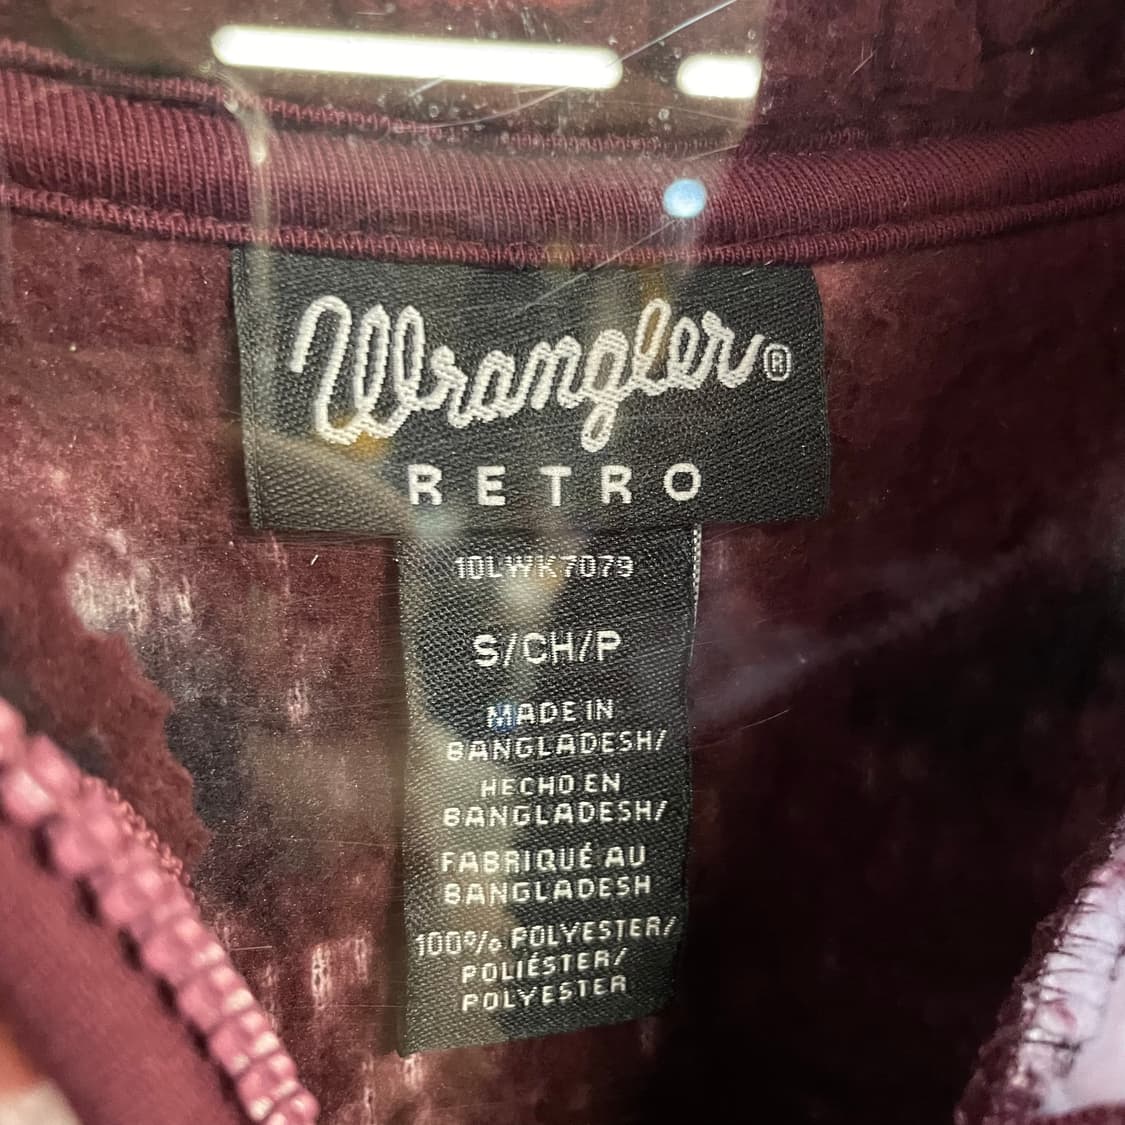 Wrangler®
RETRO
10LWK7079
S/CH/P
MADE IN
BANGLADESH/
HECHO EN
BANGLADESH/
FABRIQUÉ AU
BANGLADESH
100% POLYESTER/
POLIÉSTER/
POLYESTER